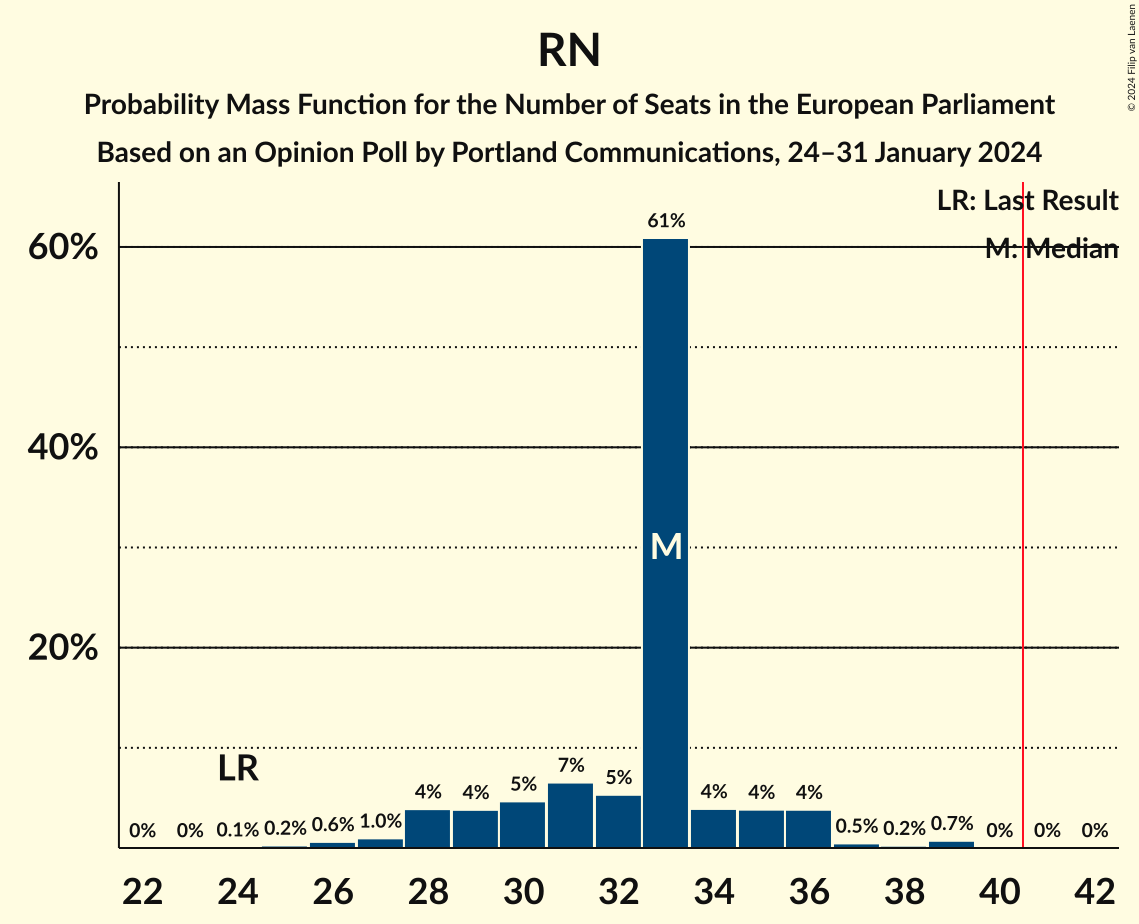 RN
Probability Mass Function for the Number of Seats in the European Parliament
Based on an Opinion Poll by Portland Communications, 24–31 January 2024
© 2024 Filip van Laenen
LR: Last Result
M: Median
61%
60%
40%
M
20%
LR
7%
5% 5%
4% 4% 4% 4% 4%
0% 0% 0.1% 0.2% 0.6% 1.0% 0.5% 0.2% 0.7% 0% 0% 0%
22 24 26 28 30 32 34 36 38 40 42